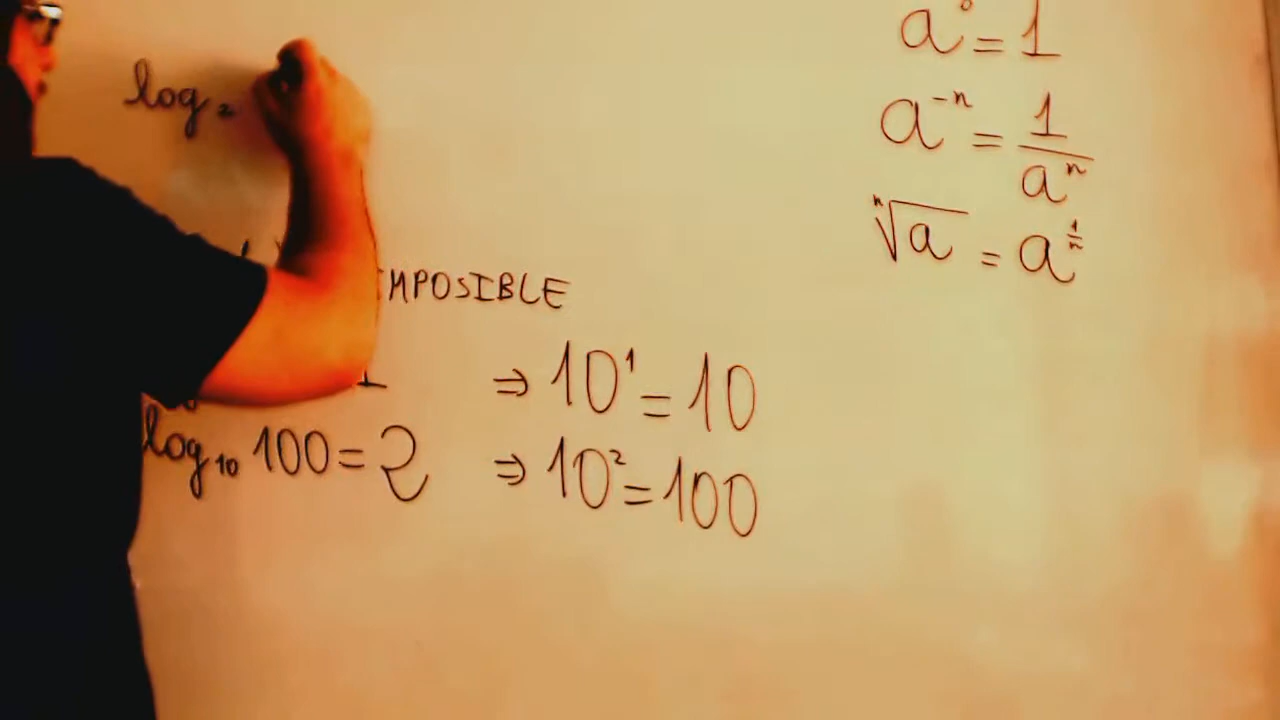 log₂
MPOSIBLE
⇒ 10¹ = 10
log₁₀ 100 = 2 ⇒ 10² = 100
a⁰ = 1
a⁻ⁿ = 1/aⁿ
ⁿ√a = a^(1/n)